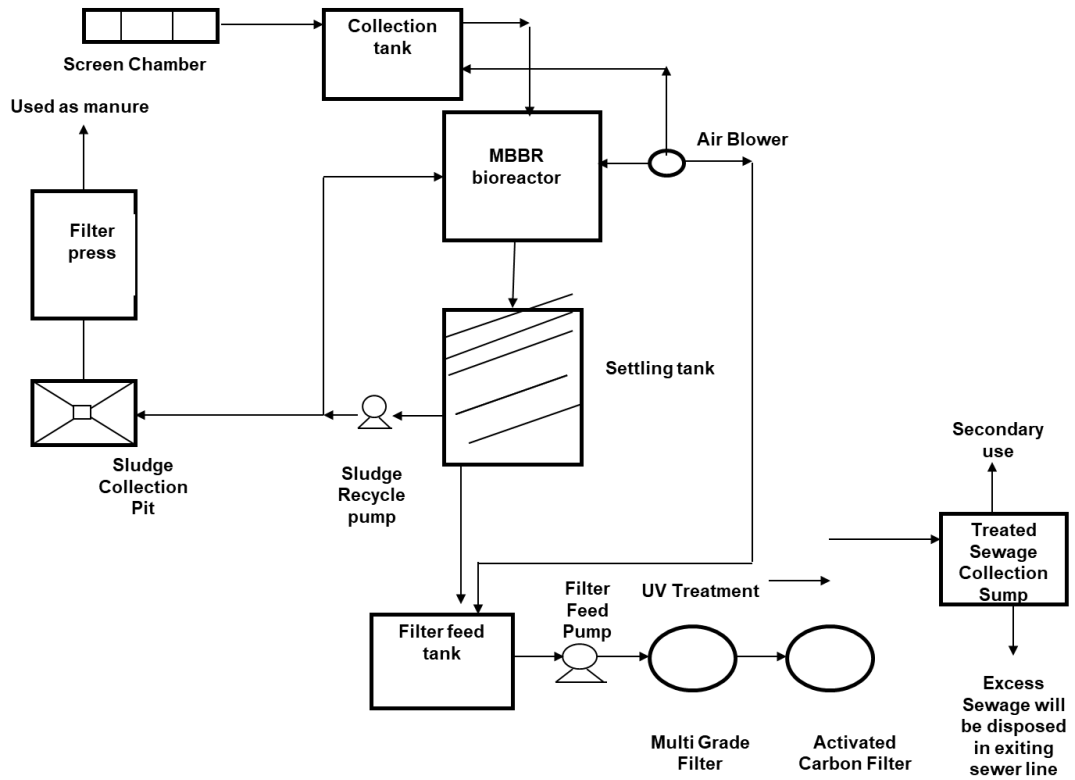 Collection
tank
Screen Chamber
Used as manure
Air Blower
MBBR
bioreactor
Filter
press
Settling tank
Secondary
use
Sludge
Collection
Pit
Sludge
Recycle
pump
Treated
Sewage
Collection
Sump
Filter
Feed
Pump
UV Treatment
Filter feed
tank
Excess
Sewage will
be disposed
in exiting
sewer line
Multi Grade
Filter
Activated
Carbon Filter